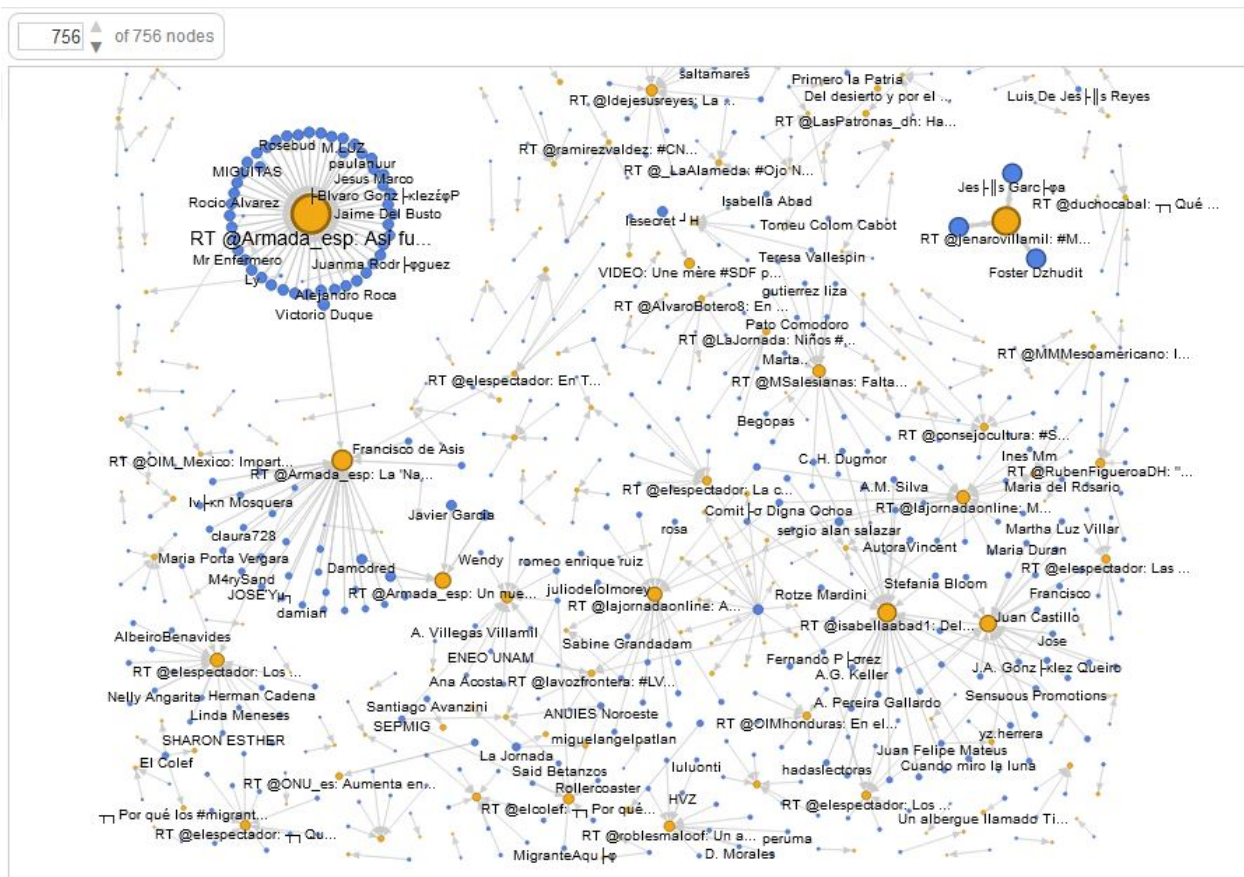 756
of 756 nodes
saltamares
RT @Idejesusreyes: La ...
Primero la Patria
Del desierto y por el ...
Luis De Jes├║s Reyes
RT @LasPatronas_dh: Ha...
Rosebud
M.LUZ
RT @ramirezvaldez: #CN...
paulanuur
MIGUITAS
RT @_LaAlameda: #Ojo N...
Jesus Marco
Jes├║s Garc├φa
Rocio Alvarez
Isabella Abad
RT @duchocabal: ┬┐Qué ...
Jaime Del Busto
lesecret ┘H
Tomeu Colom Cabot
RT @Armada_esp: Así fu...
RT @jenarovillamil: #M...
Mr Enfermero
Juanma Rodr├φguez
Teresa Vallespin
VIDEO: Une mère #SDF p...
Foster Dzhudit
Ly
gutierrez liza
Alejandro Roca
RT @AlvaroBotero8: En ...
Victorio Duque
Pato Comodoro
RT @LaJornada: Niños #,..
RT @MMMesoamericano: I...
Marta..
RT @elespectador: En T...
RT @MSalesianas: Falta...
Begopas
RT @consejocultura: #S...
Francisco de Asis
Ines Mm
RT @OIM_Mexico: Impart...
C. H. Dugmor
RT @Armada_esp: La 'Na,..
RT @RubenFigueroaDH: "...
RT @elespectador: La c...
A.M. Silva
Maria del Rosario
Iv├κn Mosquera
Comit├σ Digna Ochoa
RT @lajornadaonline: M...
Javier Garcia
rosa
sergio alan salazar
Martha Luz Villar
claura728
AutoraVincent
Maria Duran
Maria Porta Vergara
Wendy
romeo enrique ruiz
RT @elespectador: Las ...
Damodred
M4rySand
Stefania Bloom
juliodelolmorey
RT @Armada_esp: Un nue...
Rotze Mardini
Francisco
RT @lajornadaonline: A...
damian
Juan Castillo
RT @isabellaabad1: Del...
A. Villegas Villamil
AlbeiroBenavides
Sabine Grandadam
Jose
ENEO UNAM
Fernando P├σrez
RT @elespectador: Los ...
J.A. Gonz├κlez Queiro
A.G. Keller
Ana Acosta
RT @lavozfrontera: #LV...
Nelly Angarita
Herman Cadena
Sensuous Promotions
A. Pereira Gallardo
Santiago Avanzini
Linda Meneses
ANUIES Noroeste
RT @OIMhonduras: En el...
SEPMIG
yz.herrera
SHARON ESTHER
miguelangelpatlan
Juan Felipe Mateus
La Jornada
El Colef
Cuando miro la luna
luluonti
hadaslectoras
Said Betanzos
RT @ONU_es: Aumenta en,..
Rollercoaster
HVZ
RT @elespectador: Los ...
RT @elcolef: ┬┐Por qué...
┬┐Por qué los #migrant...
Un albergue llamado Ti...
RT @elespectador: ┬┐Qu...
RT @roblesmaloof: Un a...
peruma
MigranteAqu├φ
D. Morales